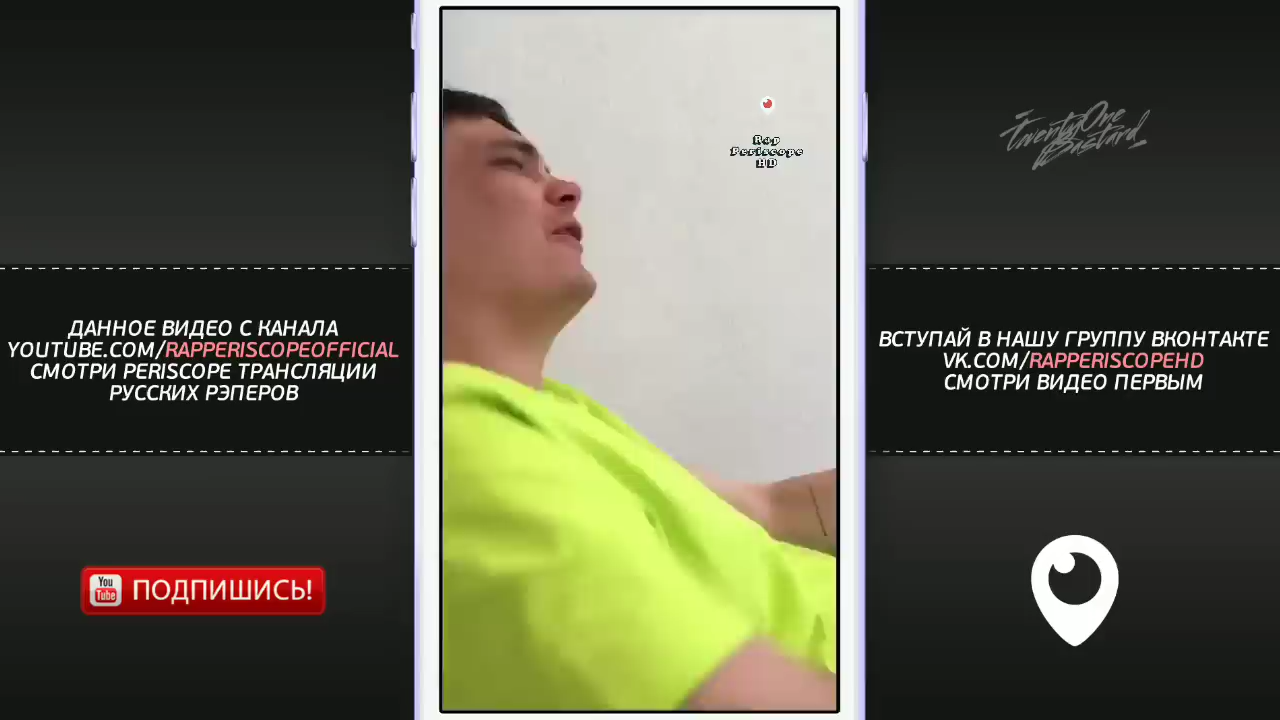 ДАННОЕ ВИДЕО С КАНАЛА
YOUTUBE.COM/RAPPERISCOPEOFFICIAL
СМОТРИ PERISCOPE ТРАНСЛЯЦИИ
РУССКИХ РЭПЕРОВ
You
Tube
ПОДПИШИСЬ!
Rap
Periscope
HD
TwentyOne
Bastard
ВСТУПАЙ В НАШУ ГРУППУ ВКОНТАКТЕ
VK.COM/RAPPERISCOPEHD
СМОТРИ ВИДЕО ПЕРВЫМ